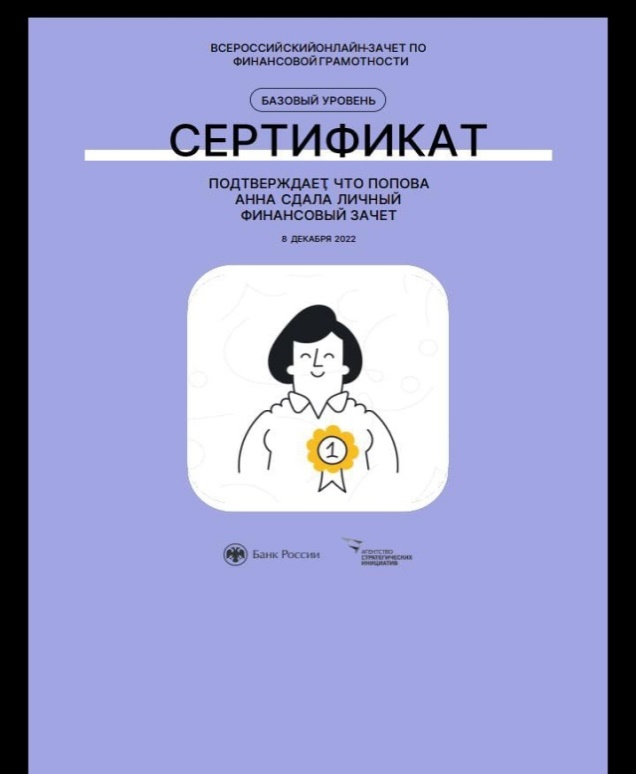 ВСЕРОССИЙСКИЙОНЛАЙН-ЗАЧЕТ ПО
ФИНАНСОВОЙ ГРАМОТНОСТИ
БАЗОВЫЙ УРОВЕНЬ
СЕРТИФИКАТ
ПОДТВЕРЖДАЕТ, ЧТО ПОПОВА
АННА СДАЛА ЛИЧНЫЙ
ФИНАНСОВЫЙ ЗАЧЕТ
8 ДЕКАБРЯ 2022
1
Банк России
АГЕНТСТВО
СТРАТЕГИЧЕСКИХ
ИНИЦИАТИВ